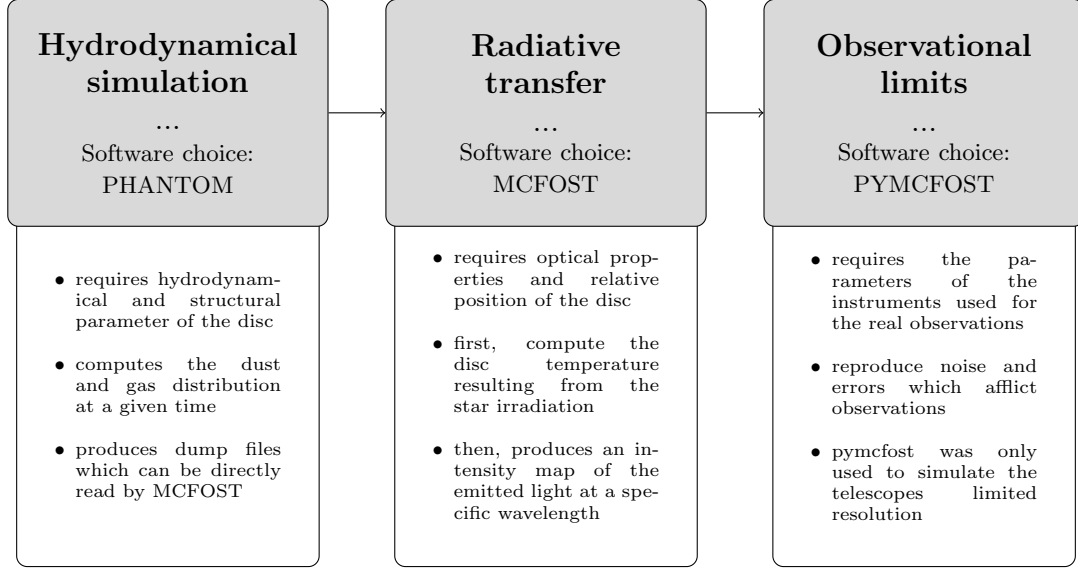 Hydrodynamical
simulation
...
Software choice:
PHANTOM
• requires hydrodynam-
ical and structural
parameter of the disc
• computes the dust
and gas distribution
at a given time
• produces dump files
which can be directly
read by MCFOST
Radiative
transfer
...
Software choice:
MCFOST
• requires optical prop-
erties and relative
position of the disc
• first, compute the
disc temperature
resulting from the
star irradiation
• then, produces an in-
tensity map of the
emitted light at a spe-
cific wavelength
Observational
limits
...
Software choice:
PYMCFOST
• requires the pa-
rameters of the
instruments used for
the real observations
• reproduce noise and
errors which afflict
observations
• pymcfost was only
used to simulate the
telescopes limited
resolution